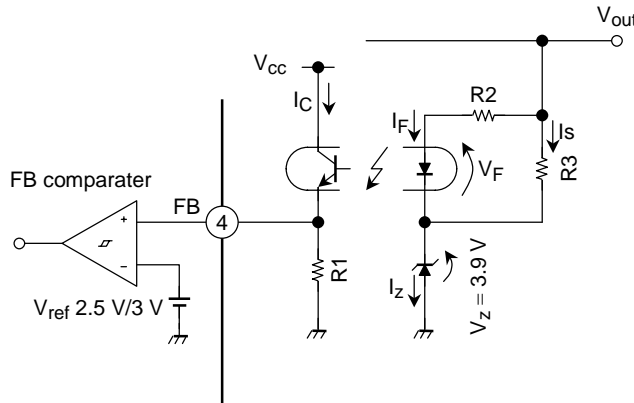 Vout
Vcc
IC
R2
IF
Is
VF
R3
FB comparater
FB
4
+
−
R1
Iz
Vz = 3.9 V
Vref 2.5 V/3 V